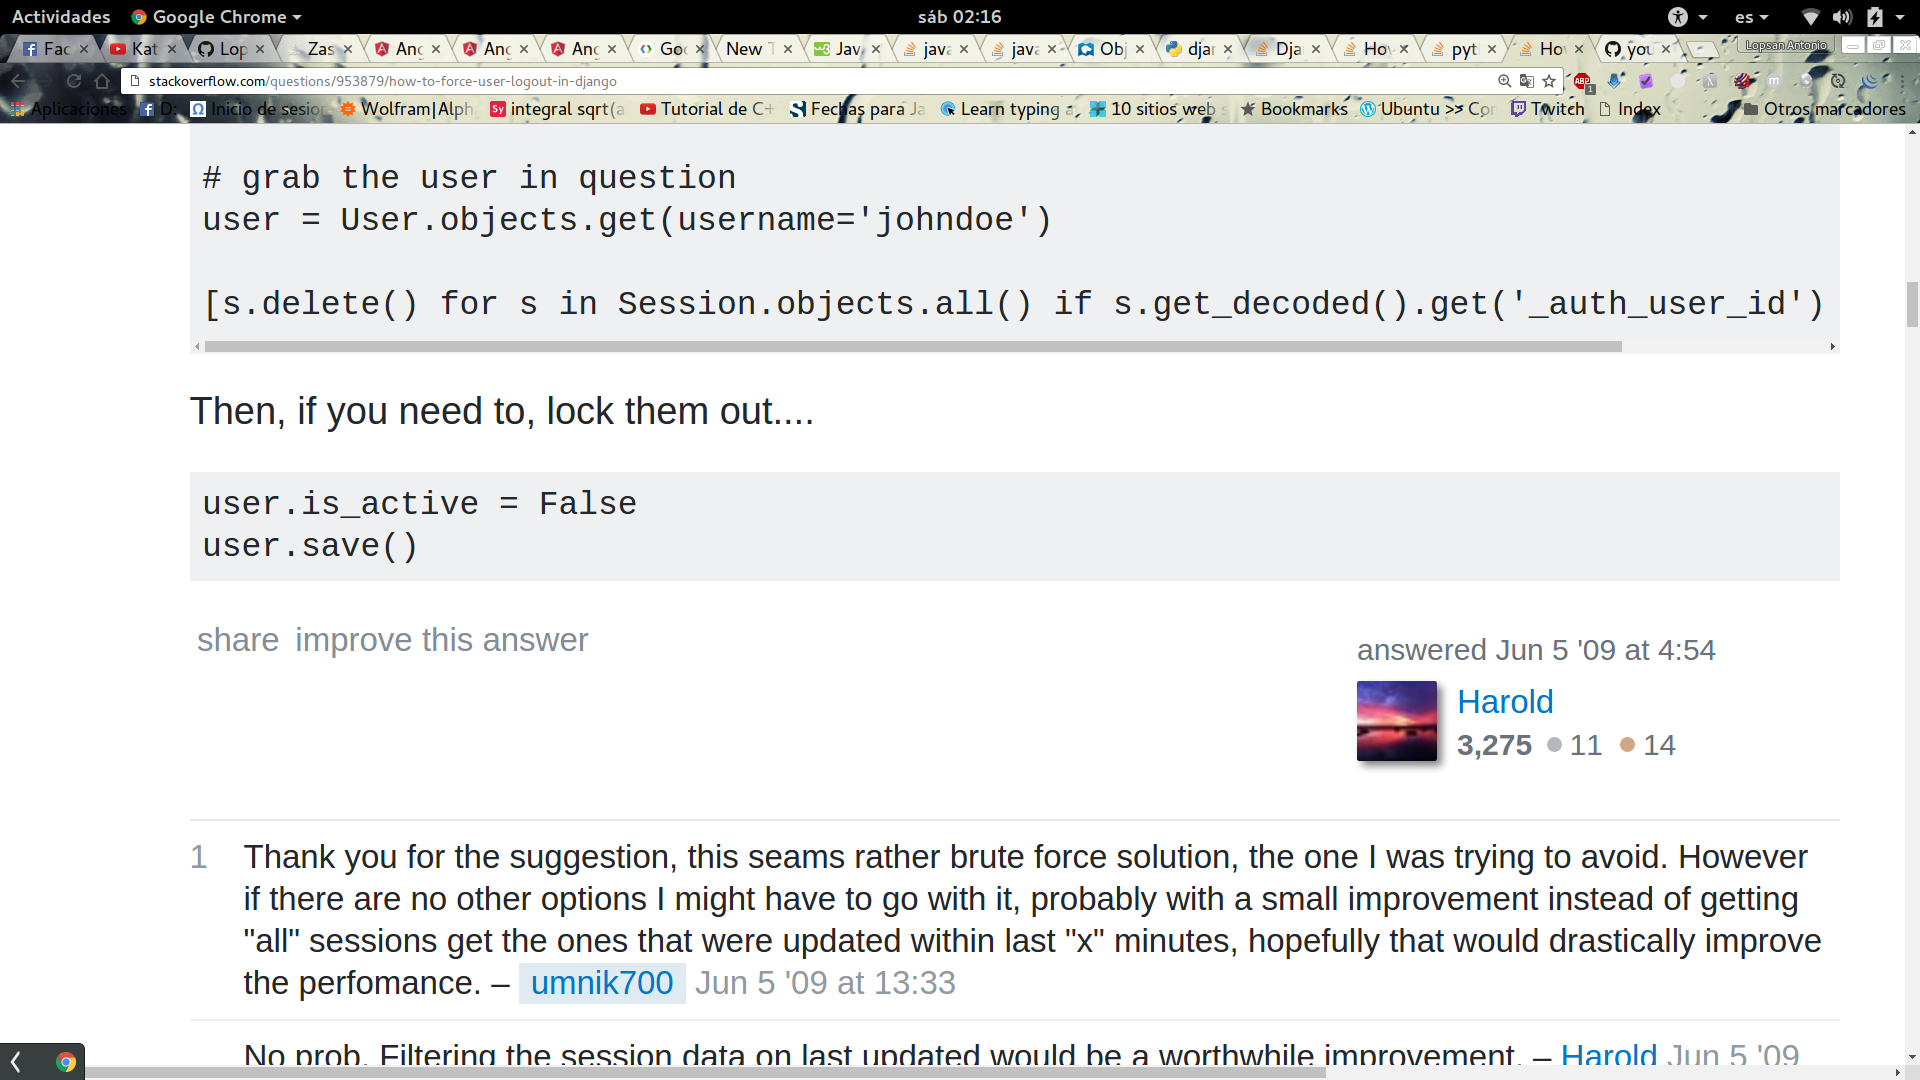 Actividades Google Chrome sáb 02:16 es
Fac Kat Lop Zas Ang Ang Ang Goo New T Jav java java Obj djan Djan How pyth How you Lopsan Antonio
stackoverflow.com/questions/953879/how-to-force-user-logout-in-django ABP 1
Aplicaciones D: Inicio de sesion Wolfram|Alph integral sqrt(a Tutorial de C+ Fechas para Ja Learn typing a 10 sitios web Bookmarks Ubuntu >> Con Twitch Index Otros marcadores
# grab the user in question
user = User.objects.get(username='johndoe')
[s.delete() for s in Session.objects.all() if s.get_decoded().get('_auth_user_id')
Then, if you need to, lock them out....
user.is_active = False
user.save()
share improve this answer
answered Jun 5 '09 at 4:54
Harold
3,275 11 14
1 Thank you for the suggestion, this seams rather brute force solution, the one I was trying to avoid. However
if there are no other options I might have to go with it, probably with a small improvement instead of getting
"all" sessions get the ones that were updated within last "x" minutes, hopefully that would drastically improve
the perfomance. – umnik700 Jun 5 '09 at 13:33
No prob. Filtering the session data on last updated would be a worthwhile improvement. – Harold Jun 5 '09